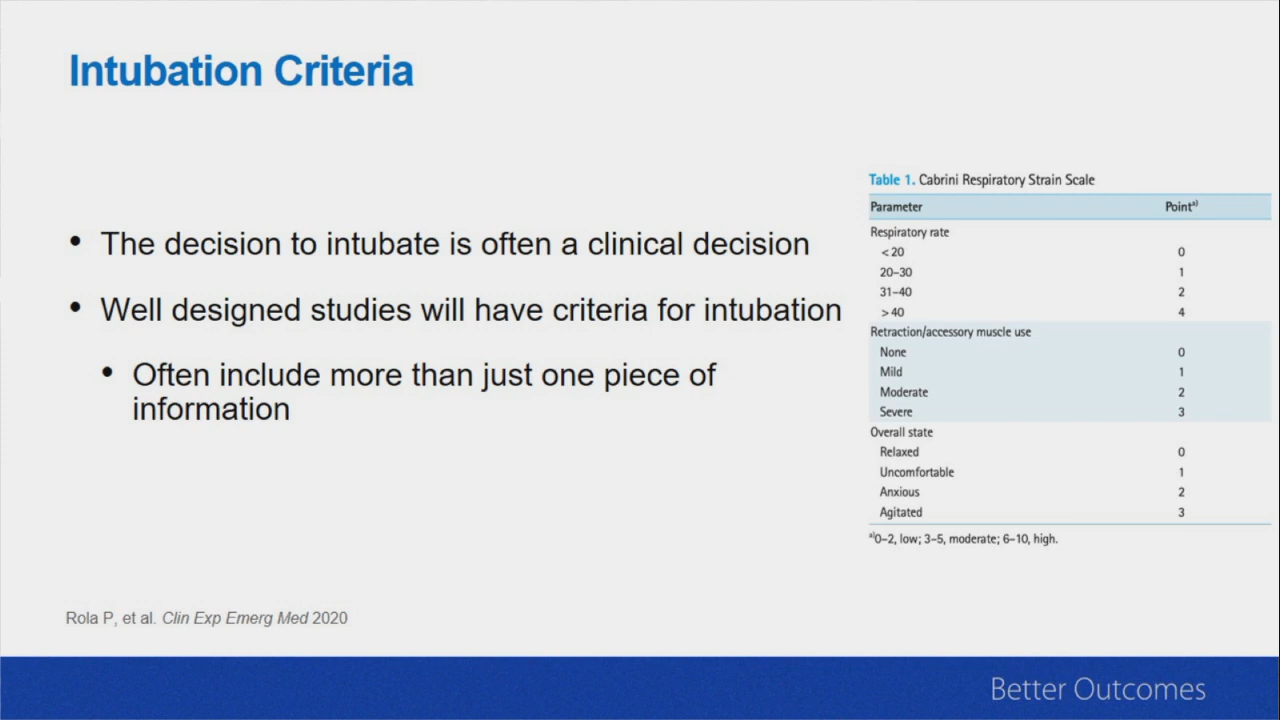 Intubation Criteria
• The decision to intubate is often a clinical decision
• Well designed studies will have criteria for intubation
• Often include more than just one piece of
information
Table 1. Cabrini Respiratory Strain Scale
Parameter Point a)
Respiratory rate
<20 0
20–30 1
31–40 2
>40 4
Retraction/accessory muscle use
None 0
Mild 1
Moderate 2
Severe 3
Overall state
Relaxed 0
Uncomfortable 1
Anxious 2
Agitated 3
a)0–2, low; 3–5, moderate; 6–10, high.
Rola P, et al. Clin Exp Emerg Med 2020
Better Outcomes